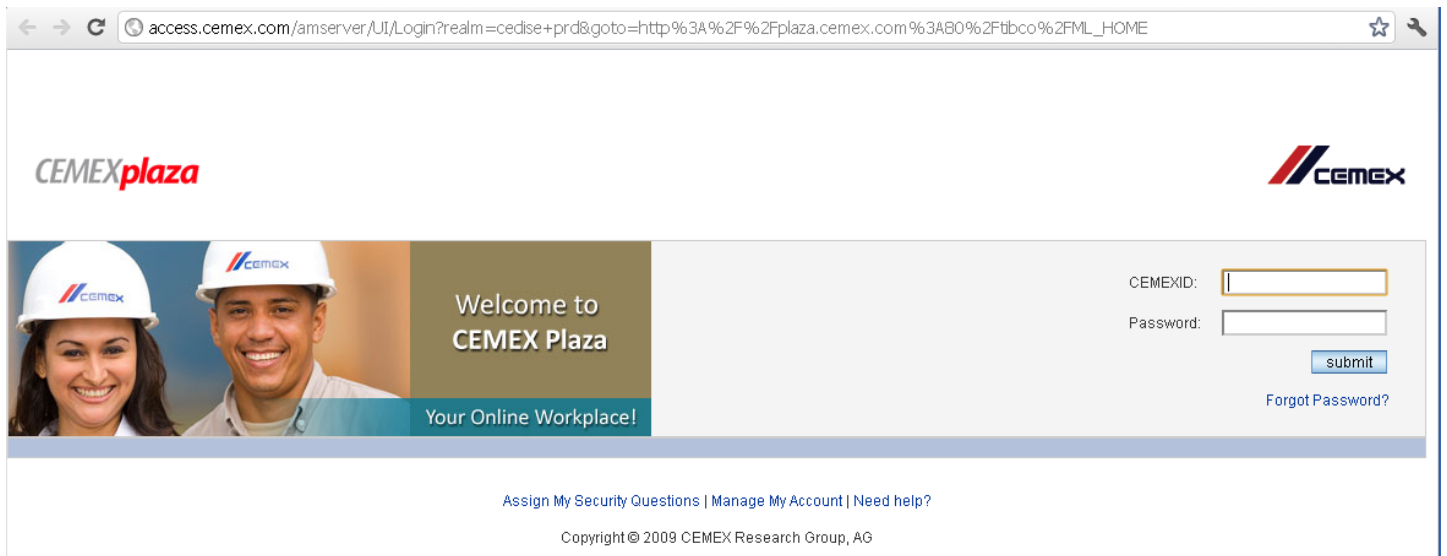 access.cemex.com/amserver/UI/Login?realm=cedise+prd&goto=http%3A%2F%2Fplaza.cemex.com%3A80%2Ftibco%2FML_HOME
CEMEXplaza
CEMEX
CEMEX
CEMEX
Welcome to
CEMEX Plaza
Your Online Workplace!
CEMEXID:
Password:
submit
Forgot Password?
Assign My Security Questions | Manage My Account | Need help?
Copyright © 2009 CEMEX Research Group, AG